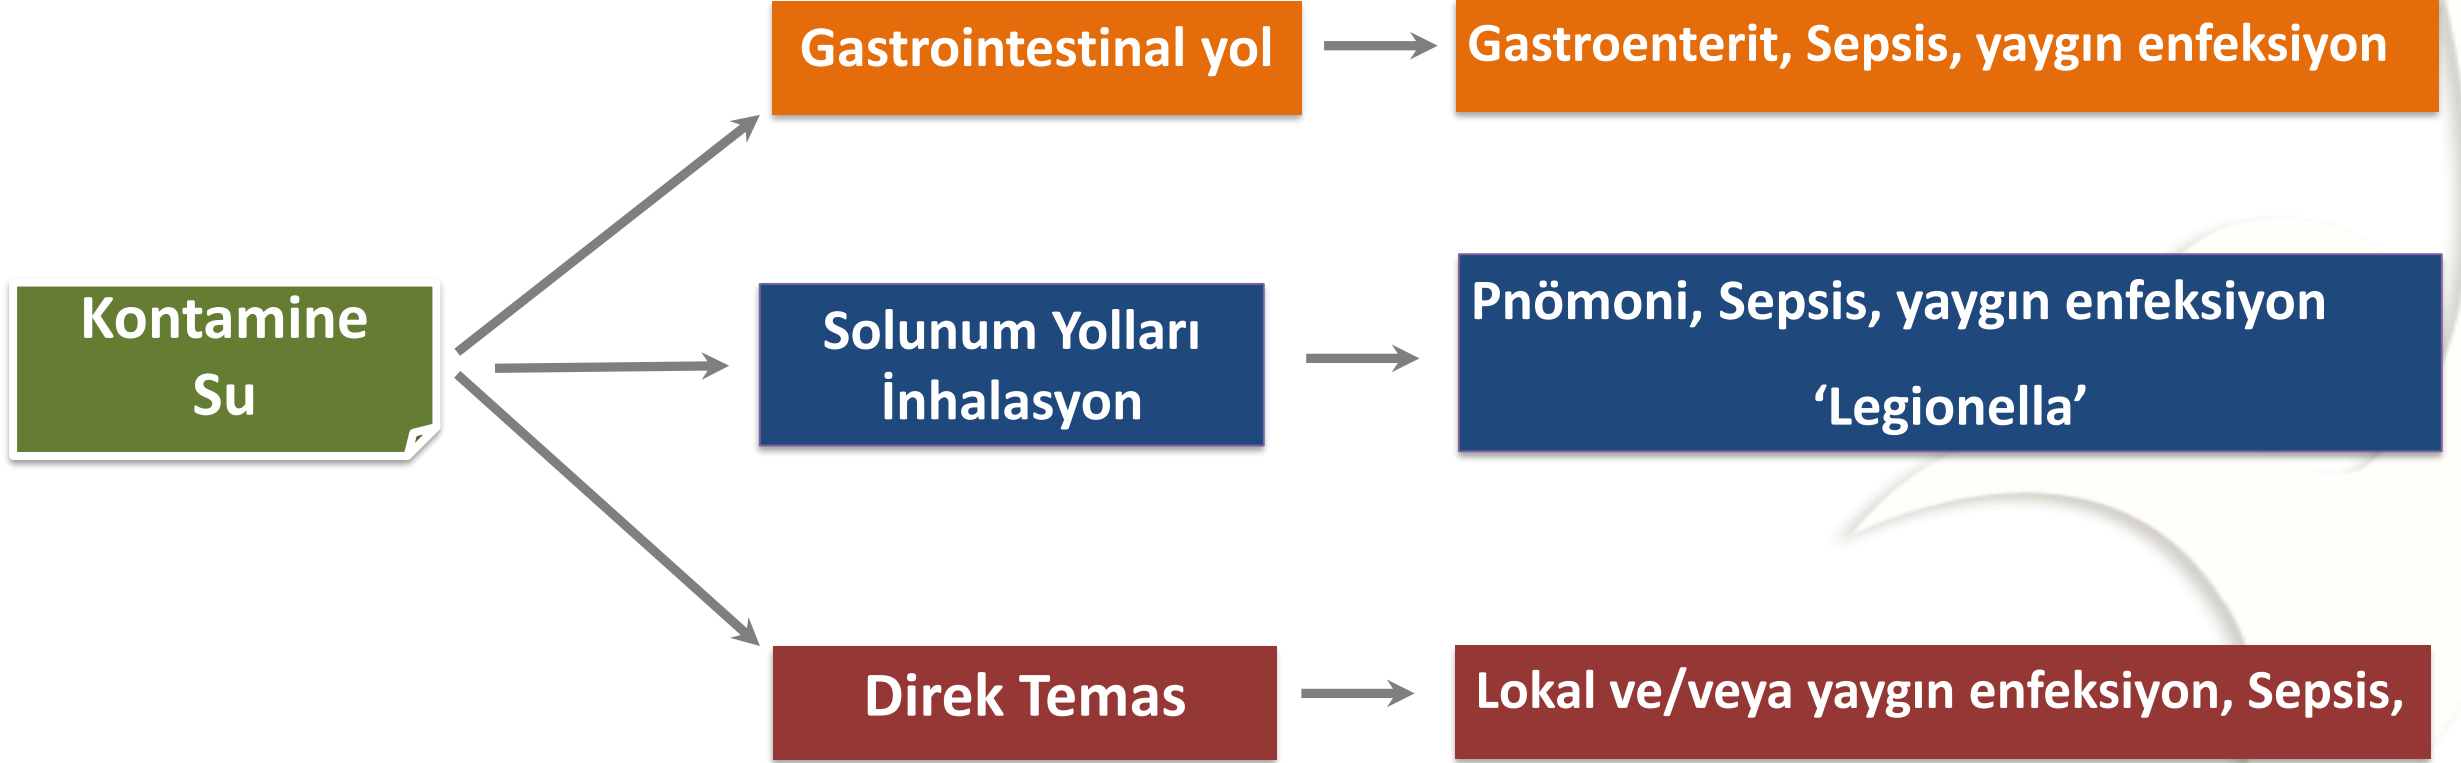 Gastrointestinal yol
Gastroenterit, Sepsis, yaygın enfeksiyon
Kontamine
Su
Solunum Yolları
İnhalasyon
Pnömoni, Sepsis, yaygın enfeksiyon
‘Legionella’
Direk Temas
Lokal ve/veya yaygın enfeksiyon, Sepsis,